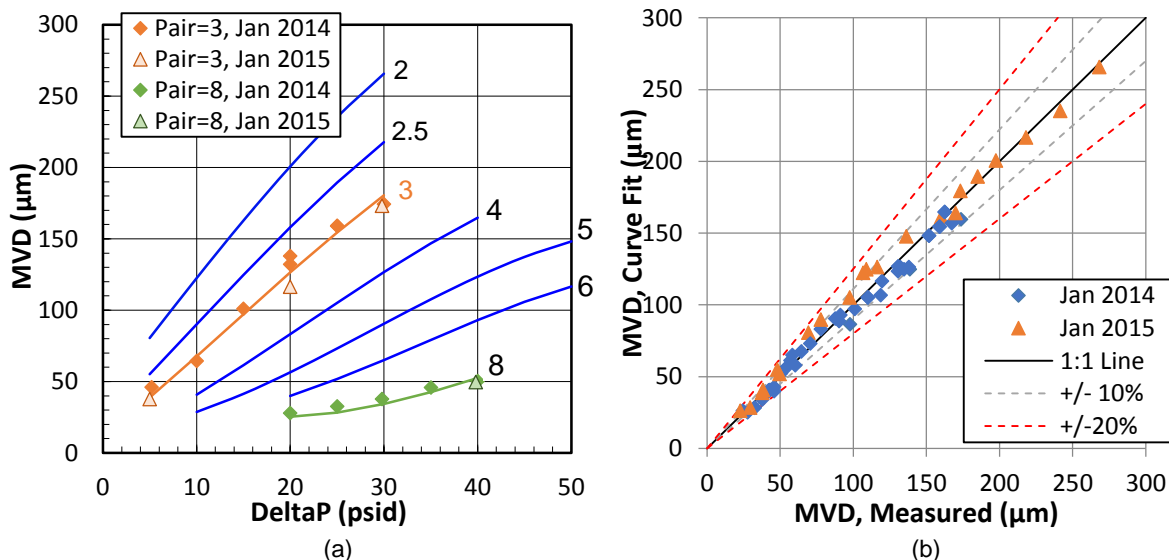 300
250
200
150
100
50
0
MVD (µm)
Pair=3, Jan 2014
Pair=3, Jan 2015
Pair=8, Jan 2014
Pair=8, Jan 2015
2
2.5
3
4
5
6
8
0 10 20 30 40 50
DeltaP (psid)
(a)
300
250
200
150
100
50
0
MVD, Curve Fit (µm)
Jan 2014
Jan 2015
1:1 Line
+/- 10%
+/-20%
0 50 100 150 200 250 300
MVD, Measured (µm)
(b)